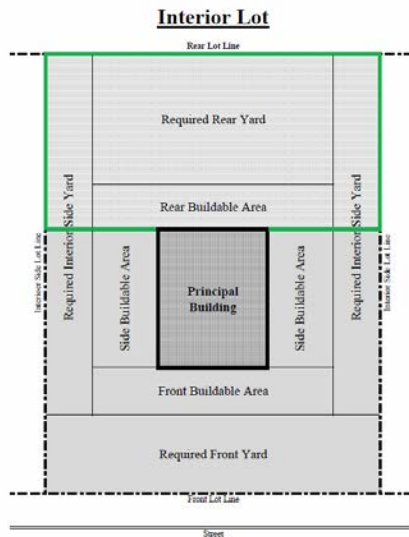 Interior Lot
Rear Lot Line
Required Rear Yard
Rear Buildable Area
Required Interior Side Yard
Required Interior Side Yard
Interior Side Lot Line
Interior Side Lot Line
Side Buildable Area
Principal
Building
Side Buildable Area
Front Buildable Area
Required Front Yard
Front Lot Line
Street